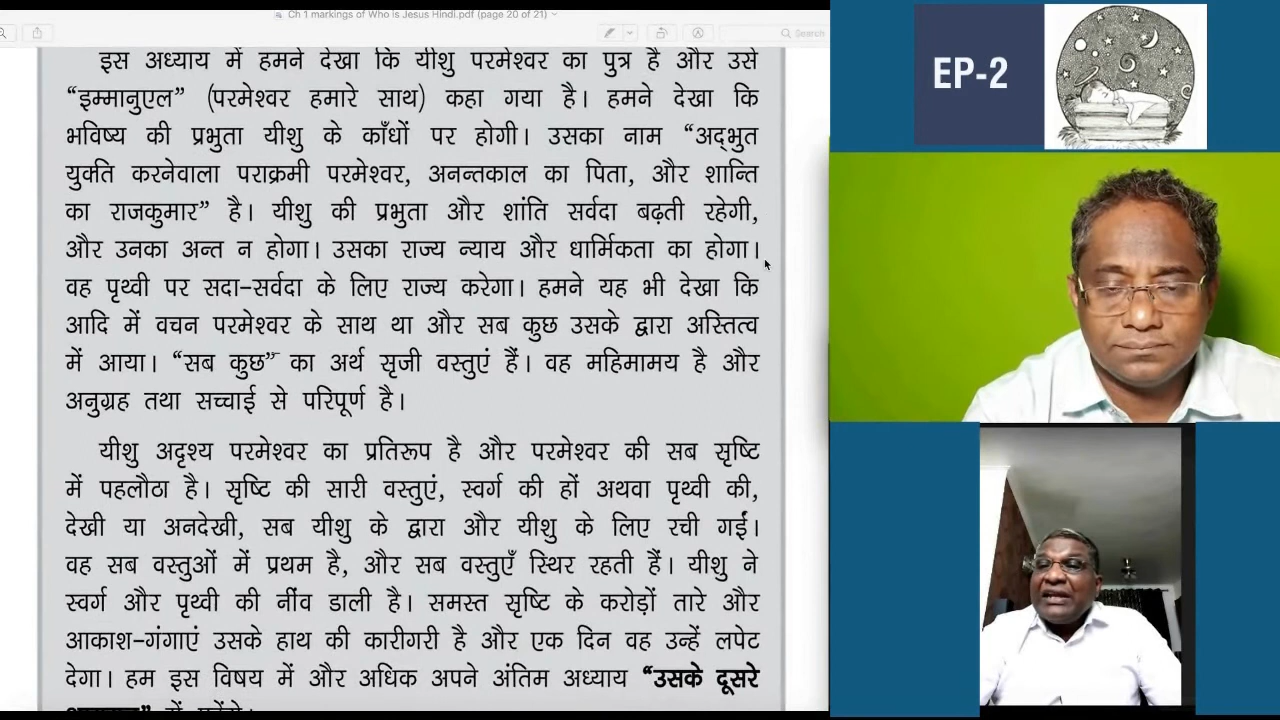 Ch 1 markings of Who is Jesus Hindi.pdf (page 20 of 21)
Search
इस अध्याय में हमने देखा कि यीशु परमेश्वर का पुत्र है और उसे
“इम्मानुएल” (परमेश्वर हमारे साथ) कहा गया है। हमने देखा कि
भविष्य की प्रभुता यीशु के काँधों पर होगी। उसका नाम “अद्भुत
युक्ति करनेवाला पराक्रमी परमेश्वर, अनन्तकाल का पिता, और शान्ति
का राजकुमार” है। यीशु की प्रभुता और शांति सर्वदा बढ़ती रहेगी,
और उनका अन्त न होगा। उसका राज्य न्याय और धार्मिकता का होगा।
वह पृथ्वी पर सदा-सर्वदा के लिए राज्य करेगा। हमने यह भी देखा कि
आदि में वचन परमेश्वर के साथ था और सब कुछ उसके द्वारा अस्तित्व
में आया। “सब कुछ” का अर्थ सृजी वस्तुएं हैं। वह महिमामय है और
अनुग्रह तथा सच्चाई से परिपूर्ण है।
यीशु अदृश्य परमेश्वर का प्रतिरूप है और परमेश्वर की सब सृष्टि
में पहलौठा है। सृष्टि की सारी वस्तुएं, स्वर्ग की हों अथवा पृथ्वी की,
देखी या अनदेखी, सब यीशु के द्वारा और यीशु के लिए रची गईं।
वह सब वस्तुओं में प्रथम है, और सब वस्तुएँ स्थिर रहती हैं। यीशु ने
स्वर्ग और पृथ्वी की नींव डाली है। समस्त सृष्टि के करोड़ों तारे और
आकाश-गंगाएं उसके हाथ की कारीगरी है और एक दिन वह उन्हें लपेट
देगा। हम इस विषय में और अधिक अपने अंतिम अध्याय “उसके दूसरे
EP-2